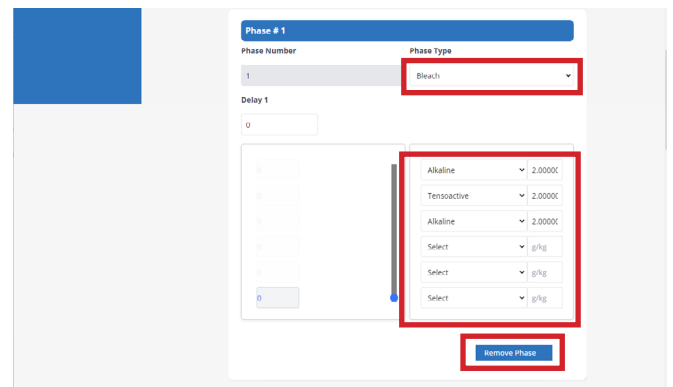 Phase # 1
Phase Number Phase Type
1 Bleach
Delay 1
0
Alkaline 2.00000
Tensoactive 2.00000
Alkaline 2.00000
Select g/kg
Select g/kg
0 Select g/kg
Remove Phase